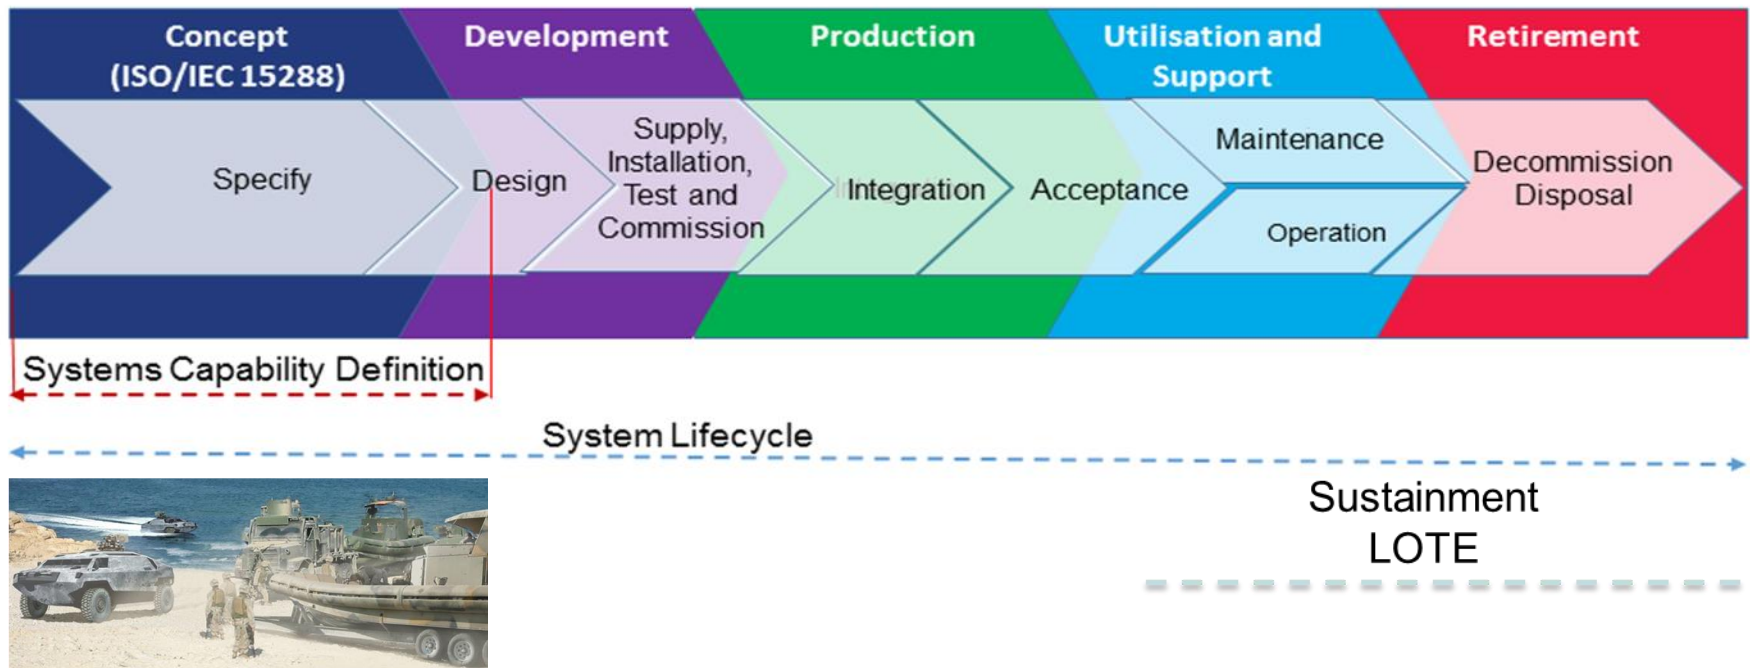 Concept
(ISO/IEC 15288)
Development
Production
Utilisation and
Support
Retirement
Specify
Design
Supply,
Installation,
Test and
Commission
Integration
Acceptance
Maintenance
Operation
Decommission
Disposal
Systems Capability Definition
System Lifecycle
Sustainment
LOTE